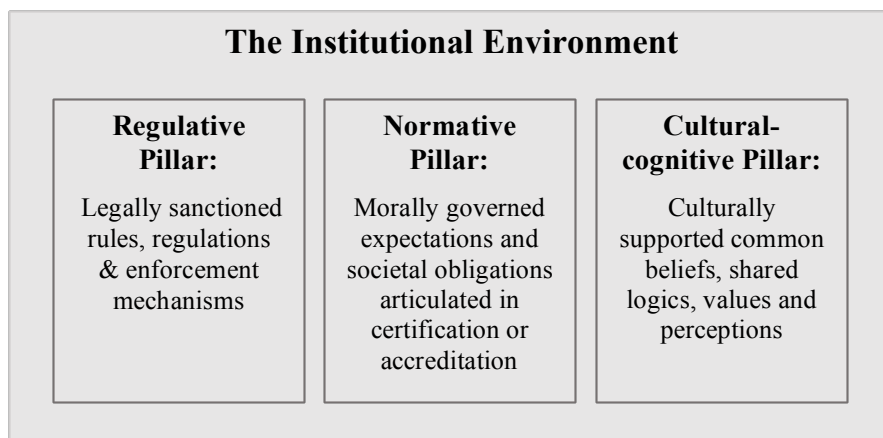 The Institutional Environment
Regulative
Pillar:
Legally sanctioned
rules, regulations
& enforcement
mechanisms
Normative
Pillar:
Morally governed
expectations and
societal obligations
articulated in
certification or
accreditation
Cultural-
cognitive Pillar:
Culturally
supported common
beliefs, shared
logics, values and
perceptions